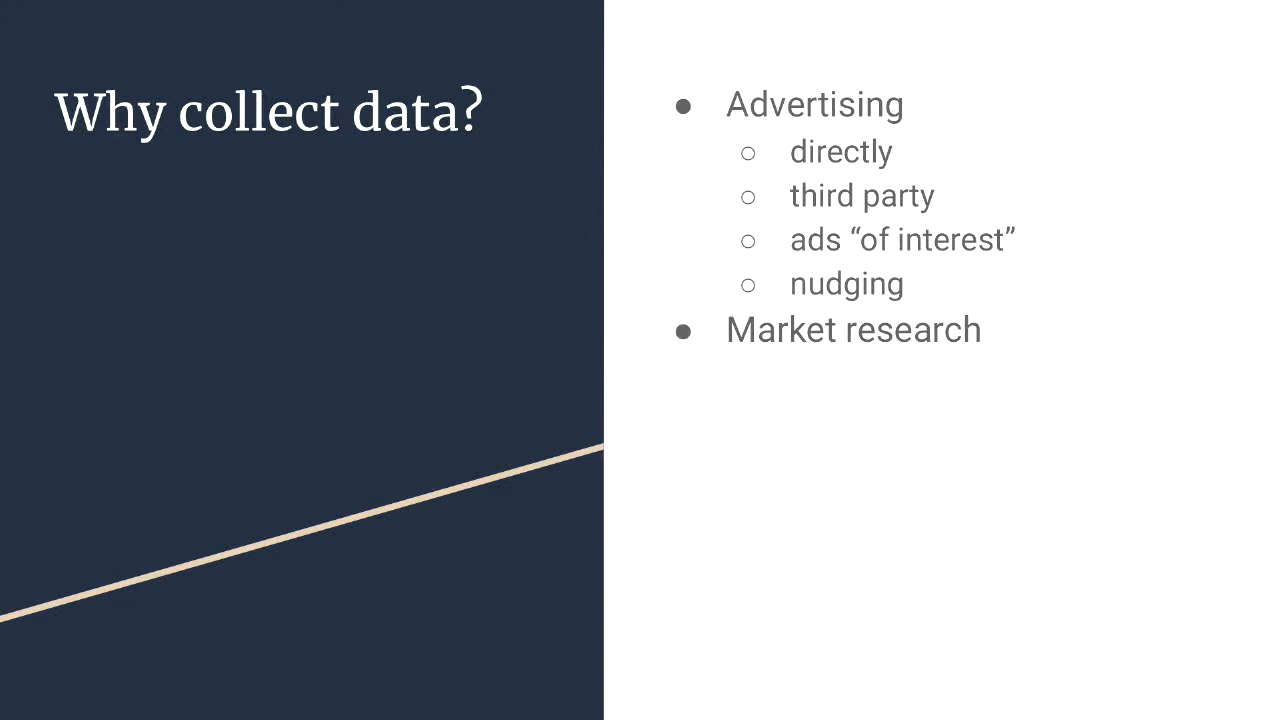 Why collect data?
● Advertising
○ directly
○ third party
○ ads “of interest”
○ nudging
● Market research